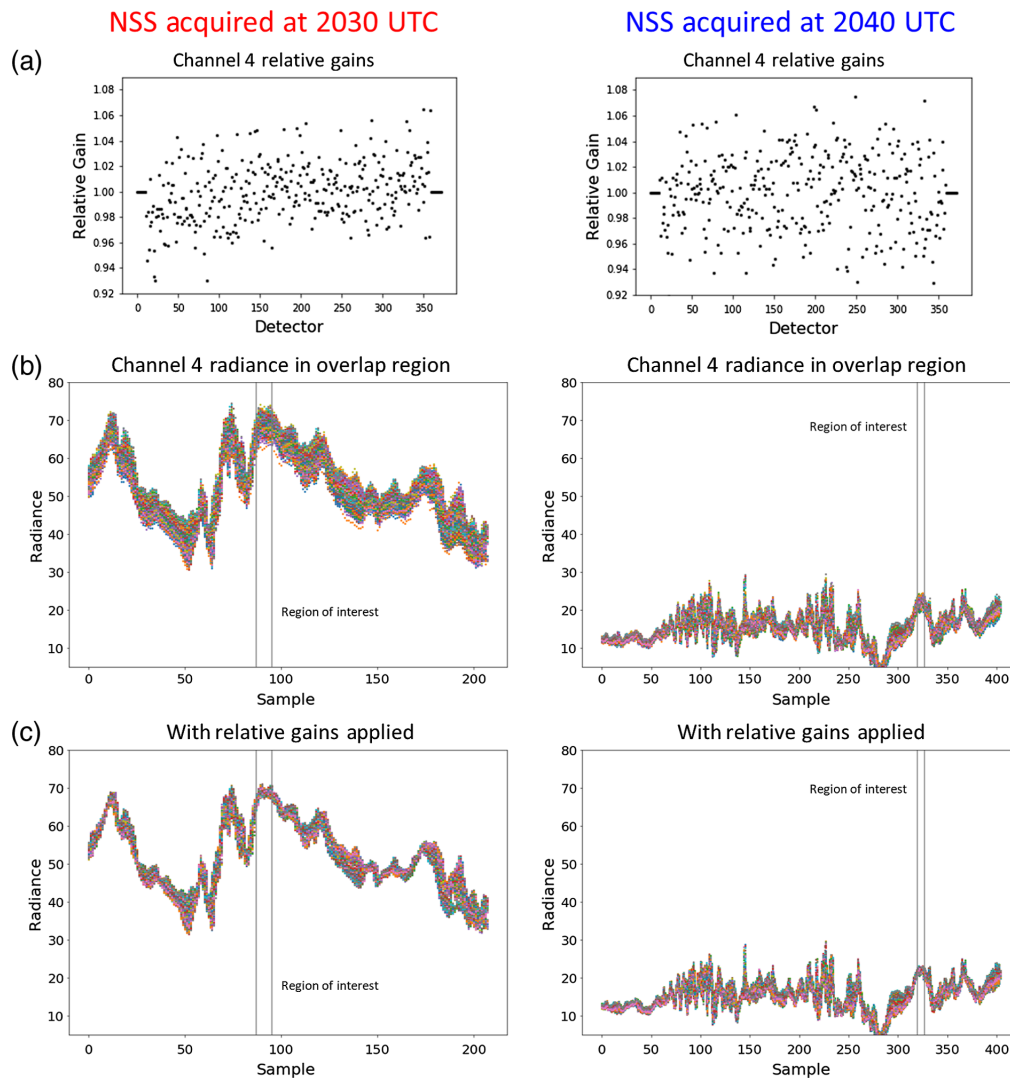 NSS acquired at 2030 UTC
NSS acquired at 2040 UTC
(a)
Channel 4 relative gains
Relative Gain
1.08
1.06
1.04
1.02
1.00
0.98
0.96
0.94
0.92
0 50 100 150 200 250 300 350
Detector
Channel 4 relative gains
Relative Gain
1.08
1.06
1.04
1.02
1.00
0.98
0.96
0.94
0.92
0 50 100 150 200 250 300 350
Detector
(b)
Channel 4 radiance in overlap region
Radiance
80
70
60
50
40
30
20
10
Region of interest
0 50 100 150 200
Sample
Channel 4 radiance in overlap region
Radiance
80
70
60
50
40
30
20
10
Region of interest
0 50 100 150 200 250 300 350 400
Sample
(c)
With relative gains applied
Radiance
80
70
60
50
40
30
20
10
Region of interest
0 50 100 150 200
Sample
With relative gains applied
Radiance
80
70
60
50
40
30
20
10
Region of interest
0 50 100 150 200 250 300 350 400
Sample